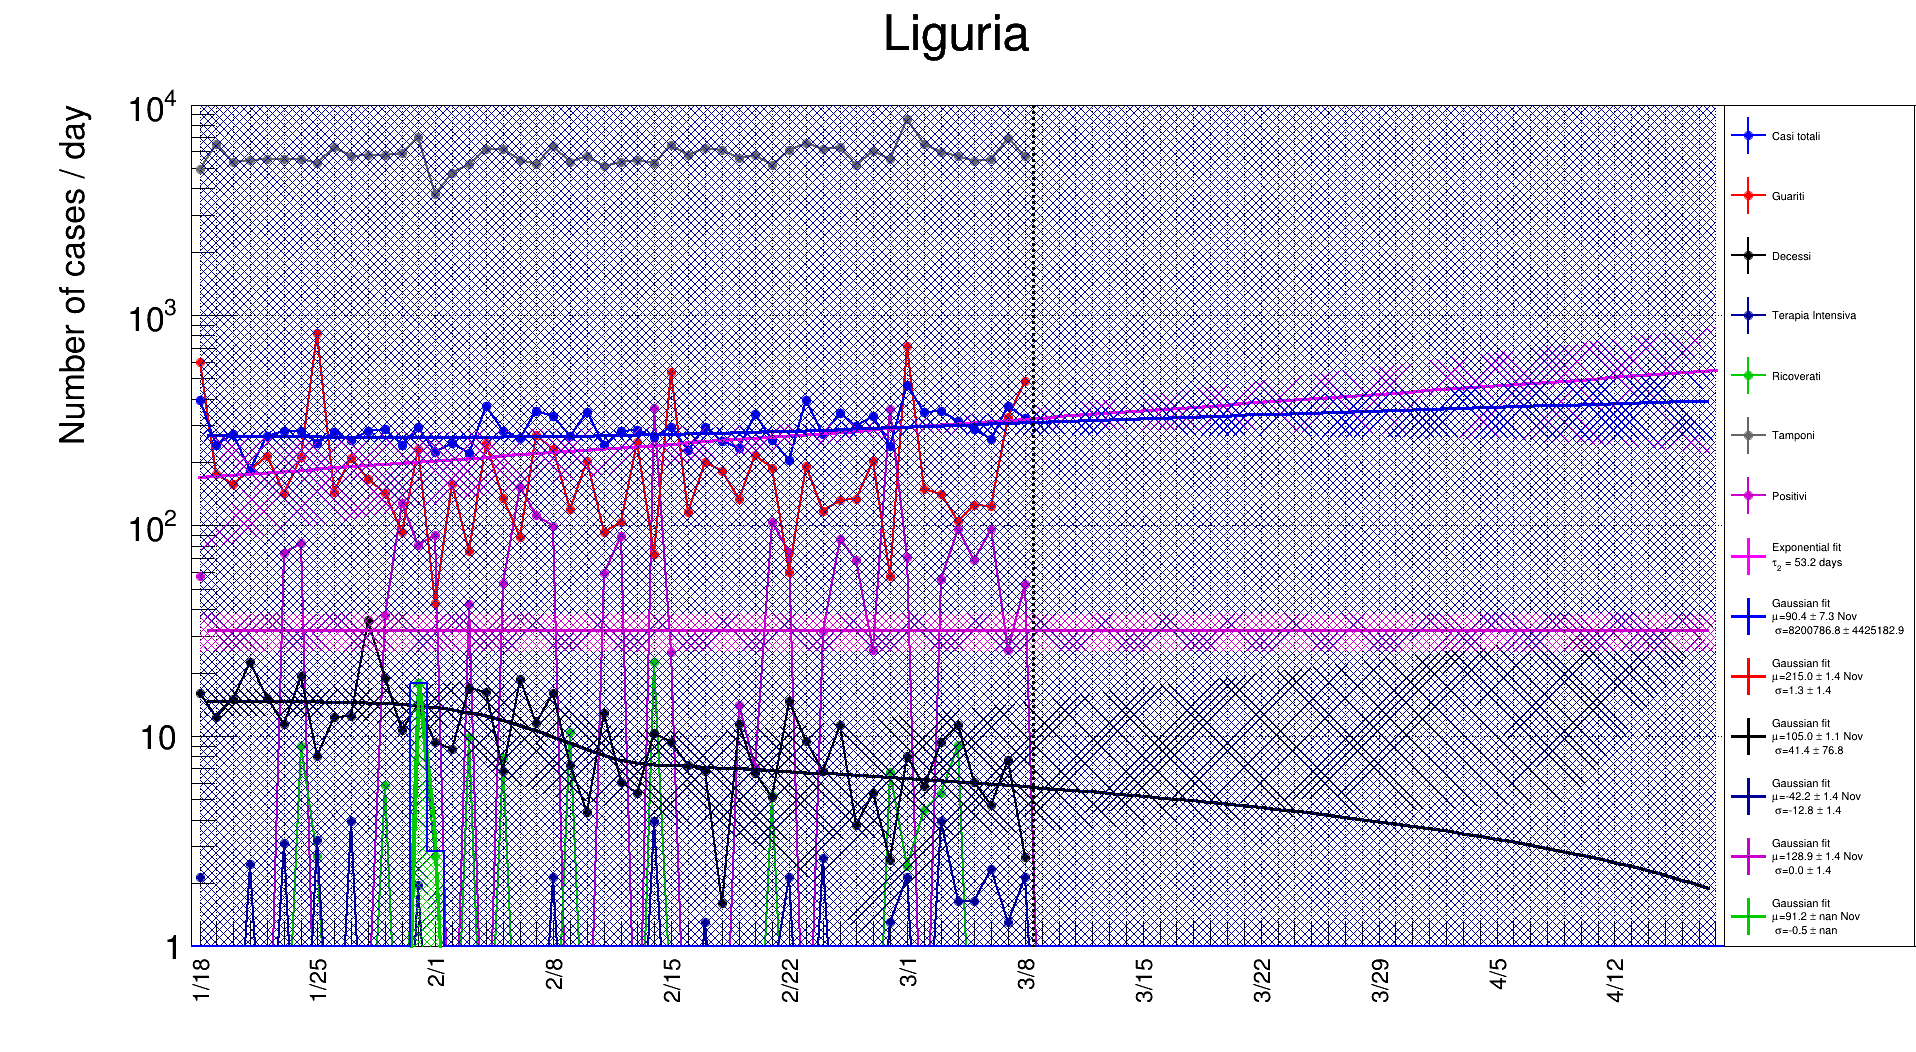 Liguria
Number of cases / day
10^4
10^3
10^2
10
1
1/18
1/25
2/1
2/8
2/15
2/22
3/1
3/8
3/15
3/22
3/29
4/5
4/12
Casi totali
Guariti
Decessi
Terapia Intensiva
Ricoverati
Tamponi
Positivi
Exponential fit
τ_2 = 53.2 days
Gaussian fit
μ=90.4 ± 7.3 Nov
σ=8200786.8 ± 4425182.9
Gaussian fit
μ=215.0 ± 1.4 Nov
σ=1.3 ± 1.4
Gaussian fit
μ=105.0 ± 1.1 Nov
σ=41.4 ± 76.8
Gaussian fit
μ=-42.2 ± 1.4 Nov
σ=-12.8 ± 1.4
Gaussian fit
μ=128.9 ± 1.4 Nov
σ=0.0 ± 1.4
Gaussian fit
μ=91.2 ± nan Nov
σ=-0.5 ± nan